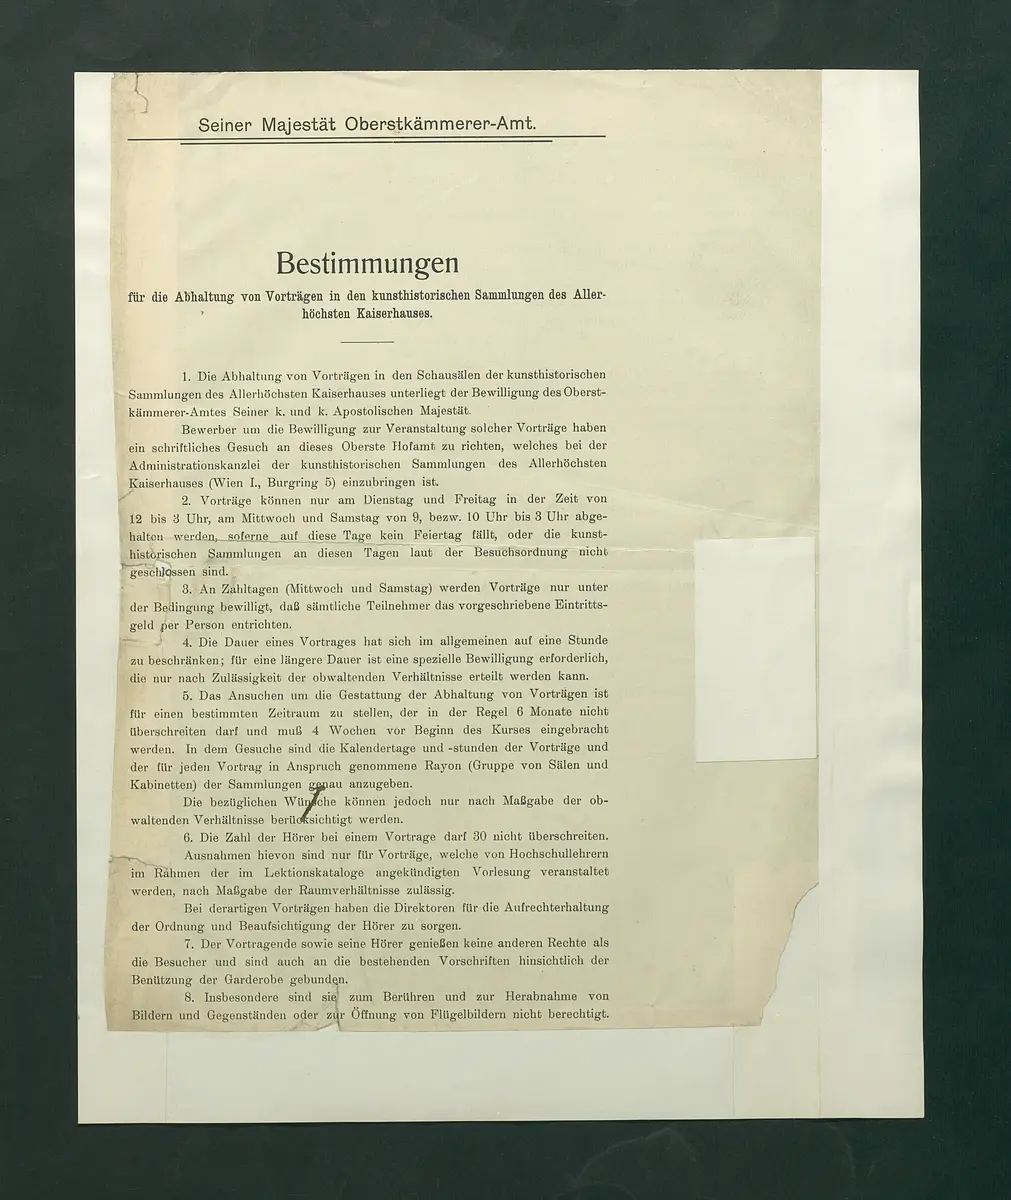 Seiner Majestät Oberstkämmerer-Amt.
Bestimmungen
für die Abhaltung von Vorträgen in den kunsthistorischen Sammlungen des Aller-
höchsten Kaiserhauses.
1. Die Abhaltung von Vorträgen in den Schausälen der kunsthistorischen
Sammlungen des Allerhöchsten Kaiserhauses unterliegt der Bewilligung des Oberst-
kämmerer-Amtes Seiner k. und k. Apostolischen Majestät.
Bewerber um die Bewilligung zur Veranstaltung solcher Vorträge haben
ein schriftliches Gesuch an dieses Oberste Hofamt zu richten, welches bei der
Administrationskanzlei der kunsthistorischen Sammlungen des Allerhöchsten
Kaiserhauses (Wien I., Burgring 5) einzubringen ist.
2. Vorträge können nur am Dienstag und Freitag in der Zeit von
12 bis 3 Uhr, am Mittwoch und Samstag von 9, bezw. 10 Uhr bis 3 Uhr abge-
halten werden, soferne auf diese Tage kein Feiertag fällt, oder die kunst-
historischen Sammlungen an diesen Tagen laut der Besuchsordnung nicht
geschlossen sind.
3. An Zahltagen (Mittwoch und Samstag) werden Vorträge nur unter
der Bedingung bewilligt, daß sämtliche Teilnehmer das vorgeschriebene Eintritts-
geld per Person entrichten.
4. Die Dauer eines Vortrages hat sich im allgemeinen auf eine Stunde
zu beschränken; für eine längere Dauer ist eine spezielle Bewilligung erforderlich,
die nur nach Zulässigkeit der obwaltenden Verhältnisse erteilt werden kann.
5. Das Ansuchen um die Gestattung der Abhaltung von Vorträgen ist
für einen bestimmten Zeitraum zu stellen, der in der Regel 6 Monate nicht
überschreiten darf und muß 4 Wochen vor Beginn des Kurses eingebracht
werden. In dem Gesuche sind die Kalendertage und -stunden der Vorträge und
der für jeden Vortrag in Anspruch genommene Rayon (Gruppe von Sälen und
Kabinetten) der Sammlungen genau anzugeben.
Die bezüglichen Wünsche können jedoch nur nach Maßgabe der ob-
waltenden Verhältnisse berücksichtigt werden.
6. Die Zahl der Hörer bei einem Vortrage darf 30 nicht überschreiten.
Ausnahmen hievon sind nur für Vorträge, welche von Hochschullehrern
im Rahmen der im Lektionskataloge angekündigten Vorlesung veranstaltet
werden, nach Maßgabe der Raumverhältnisse zulässig.
Bei derartigen Vorträgen haben die Direktoren für die Aufrechterhaltung
der Ordnung und Beaufsichtigung der Hörer zu sorgen.
7. Der Vortragende sowie seine Hörer genießen keine anderen Rechte als
die Besucher und sind auch an die bestehenden Vorschriften hinsichtlich der
Benützung der Garderobe gebunden.
8. Insbesondere sind sie zum Berühren und zur Herabnahme von
Bildern und Gegenständen oder zur Öffnung von Flügelbildern nicht berechtigt.